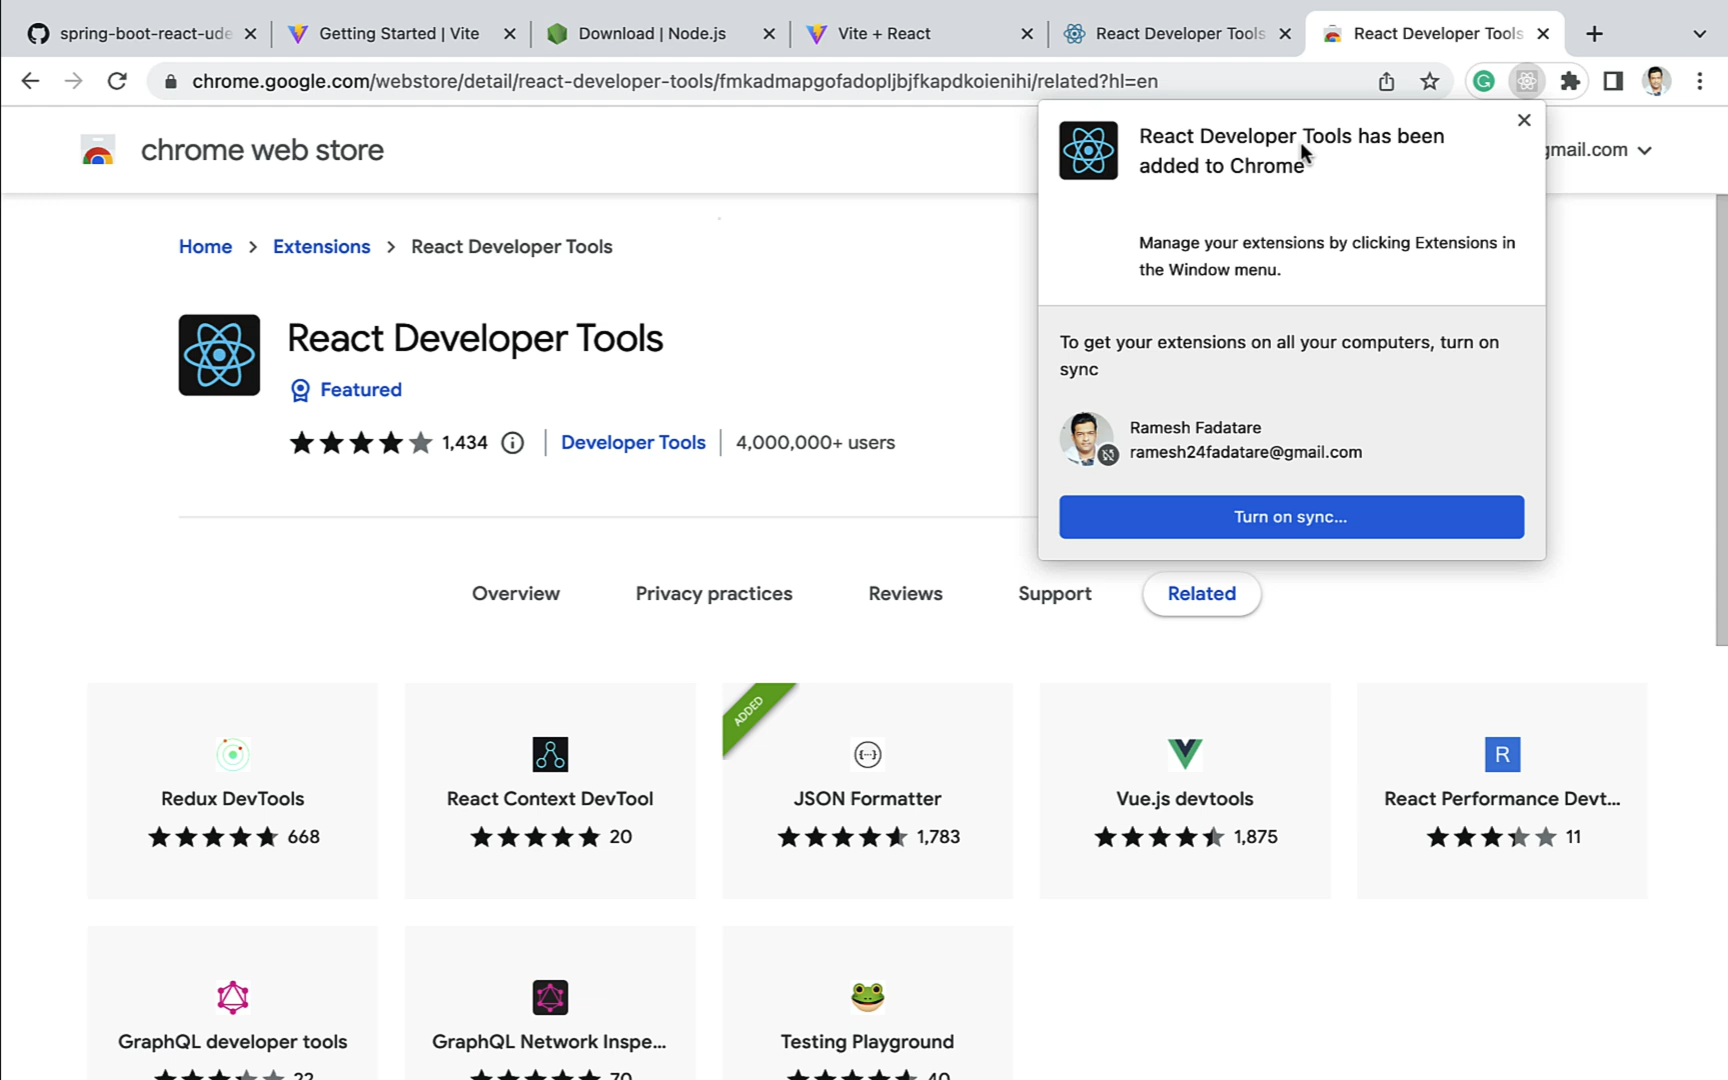 spring-boot-react-ude
Getting Started | Vite
Download | Node.js
Vite + React
React Developer Tools
React Developer Tools
chrome.google.com/webstore/detail/react-developer-tools/fmkadmapgofadopljbjfkapdkoienihi/related?hl=en
chrome web store
gmail.com
React Developer Tools has been
added to Chrome
Manage your extensions by clicking Extensions in
the Window menu.
To get your extensions on all your computers, turn on
sync
Ramesh Fadatare
ramesh24fadatare@gmail.com
Turn on sync...
Home > Extensions > React Developer Tools
React Developer Tools
Featured
1,434
Developer Tools
4,000,000+ users
Overview
Privacy practices
Reviews
Support
Related
Redux DevTools
668
React Context DevTool
20
ADDED
JSON Formatter
1,783
Vue.js devtools
1,875
R
React Performance Devt...
11
GraphQL developer tools
22
GraphQL Network Inspe...
70
Testing Playground
40